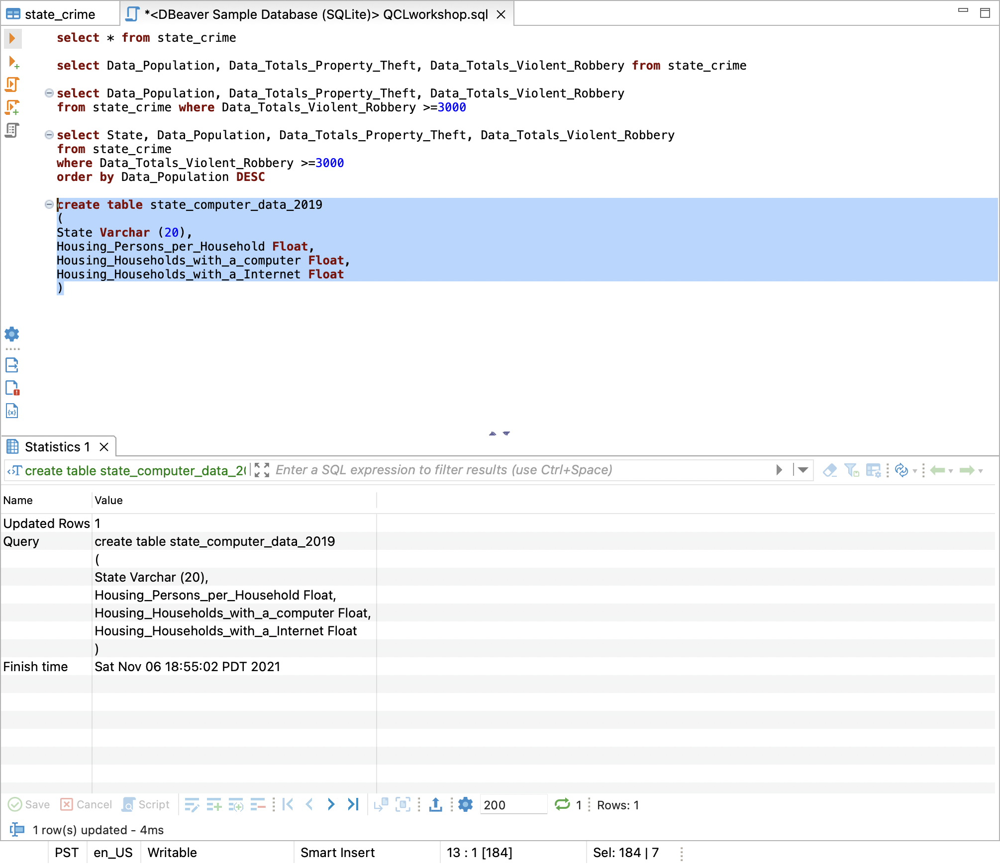 state_crime
*<DBeaver Sample Database (SQLite)> QCLworkshop.sql
select * from state_crime
select Data_Population, Data_Totals_Property_Theft, Data_Totals_Violent_Robbery from state_crime
select Data_Population, Data_Totals_Property_Theft, Data_Totals_Violent_Robbery
from state_crime where Data_Totals_Violent_Robbery >=3000
select State, Data_Population, Data_Totals_Property_Theft, Data_Totals_Violent_Robbery
from state_crime
where Data_Totals_Violent_Robbery >=3000
order by Data_Population DESC
create table state_computer_data_2019
(
State Varchar (20),
Housing_Persons_per_Household Float,
Housing_Households_with_a_computer Float,
Housing_Households_with_a_Internet Float
)
Statistics 1
create table state_computer_data_20 Enter a SQL expression to filter results (use Ctrl+Space)
Name Value
Updated Rows 1
Query create table state_computer_data_2019
(
State Varchar (20),
Housing_Persons_per_Household Float,
Housing_Households_with_a_computer Float,
Housing_Households_with_a_Internet Float
)
Finish time Sat Nov 06 18:55:02 PDT 2021
Save Cancel Script 200 1 Rows: 1
1 row(s) updated - 4ms
PST en_US Writable Smart Insert 13 : 1 [184] Sel: 184 | 7